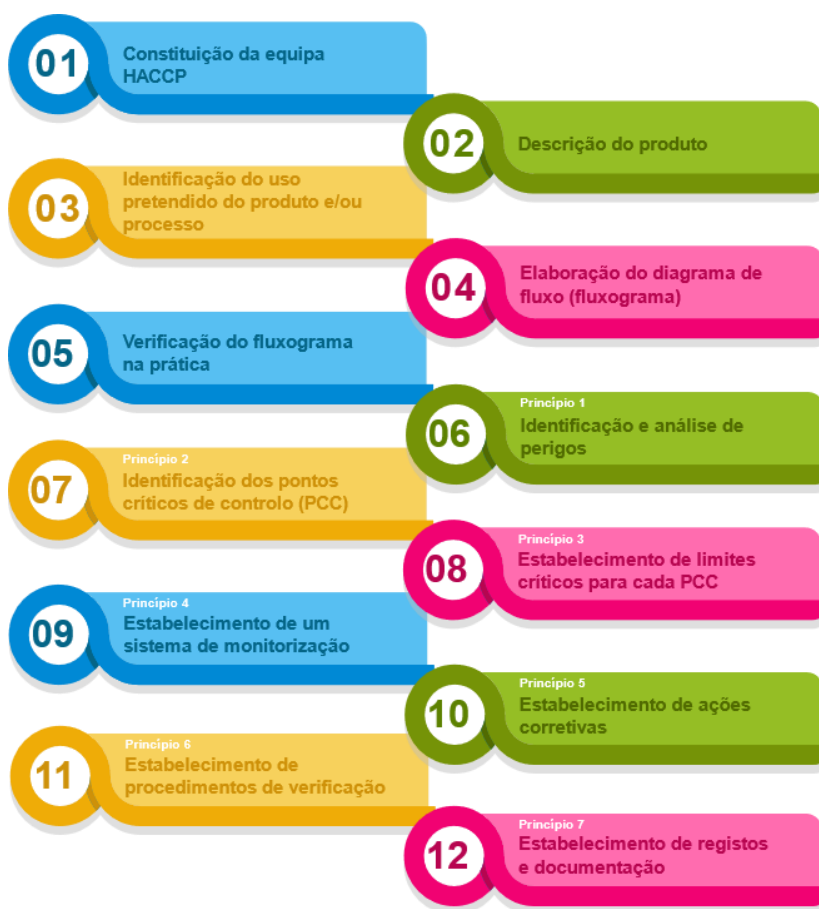 01
Constituição da equipa
HACCP
02
Descrição do produto
03
Identificação do uso
pretendido do produto e/ou
processo
04
Elaboração do diagrama de
fluxo (fluxograma)
05
Verificação do fluxograma
na prática
06
Princípio 1
Identificação e análise de
perigos
07
Princípio 2
Identificação dos pontos
críticos de controlo (PCC)
08
Princípio 3
Estabelecimento de limites
críticos para cada PCC
09
Princípio 4
Estabelecimento de um
sistema de monitorização
10
Princípio 5
Estabelecimento de ações
corretivas
11
Princípio 6
Estabelecimento de
procedimentos de verificação
12
Princípio 7
Estabelecimento de registos
e documentação